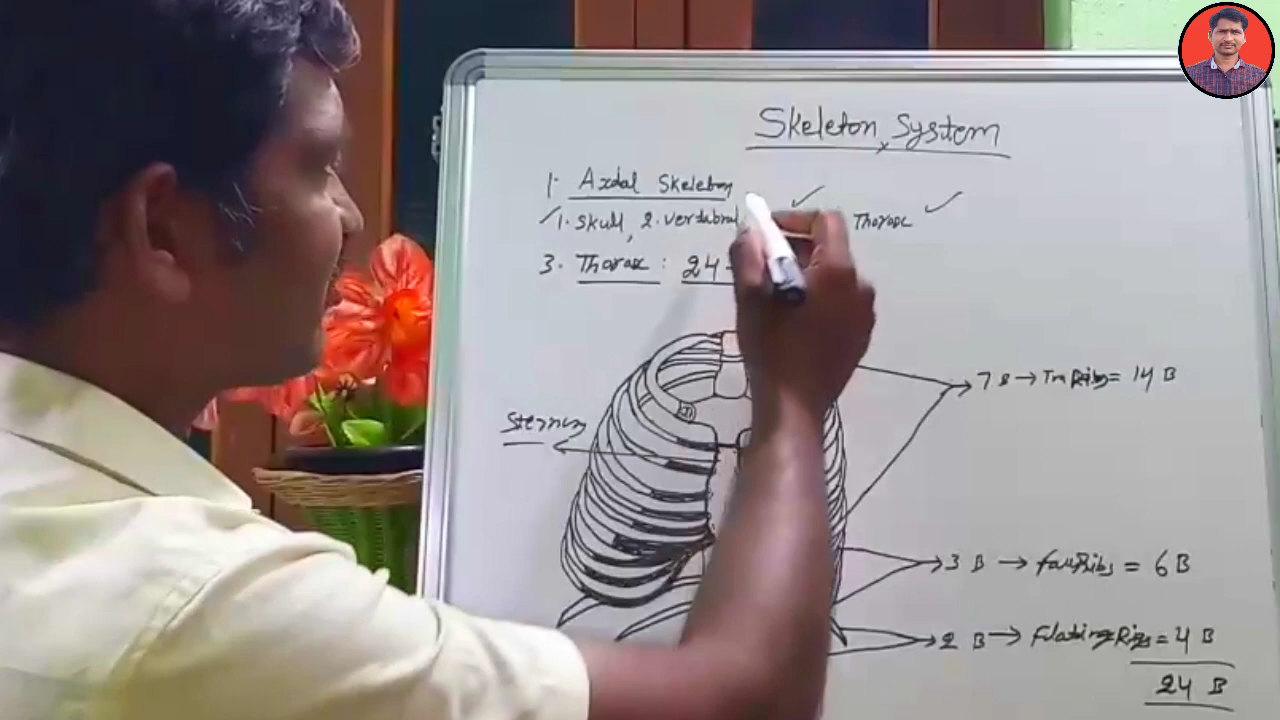 Skeleton System
1. Axial Skeleton
1. Skull, 2. vertebral Thorax
3. Thorax : 24
Sternum
7 B → True Ribs = 14 B
3 B → False Ribs = 6 B
2 B → Floating Ribs = 4 B
24 B